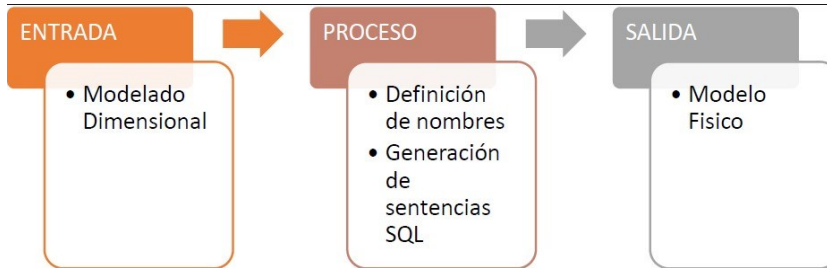 ENTRADA
• Modelado
Dimensional
PROCESO
• Definición
de nombres
• Generación
de
sentencias
SQL
SALIDA
• Modelo
Fisico